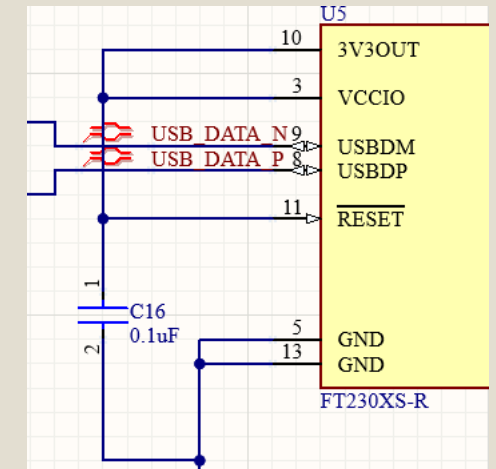 U5
10 3V3OUT
3 VCCIO
USB_DATA_N 9 USBDM
USB_DATA_P 8 USBDP
11 RESET
1
C16
0.1uF
2
5 GND
13 GND
FT230XS-R